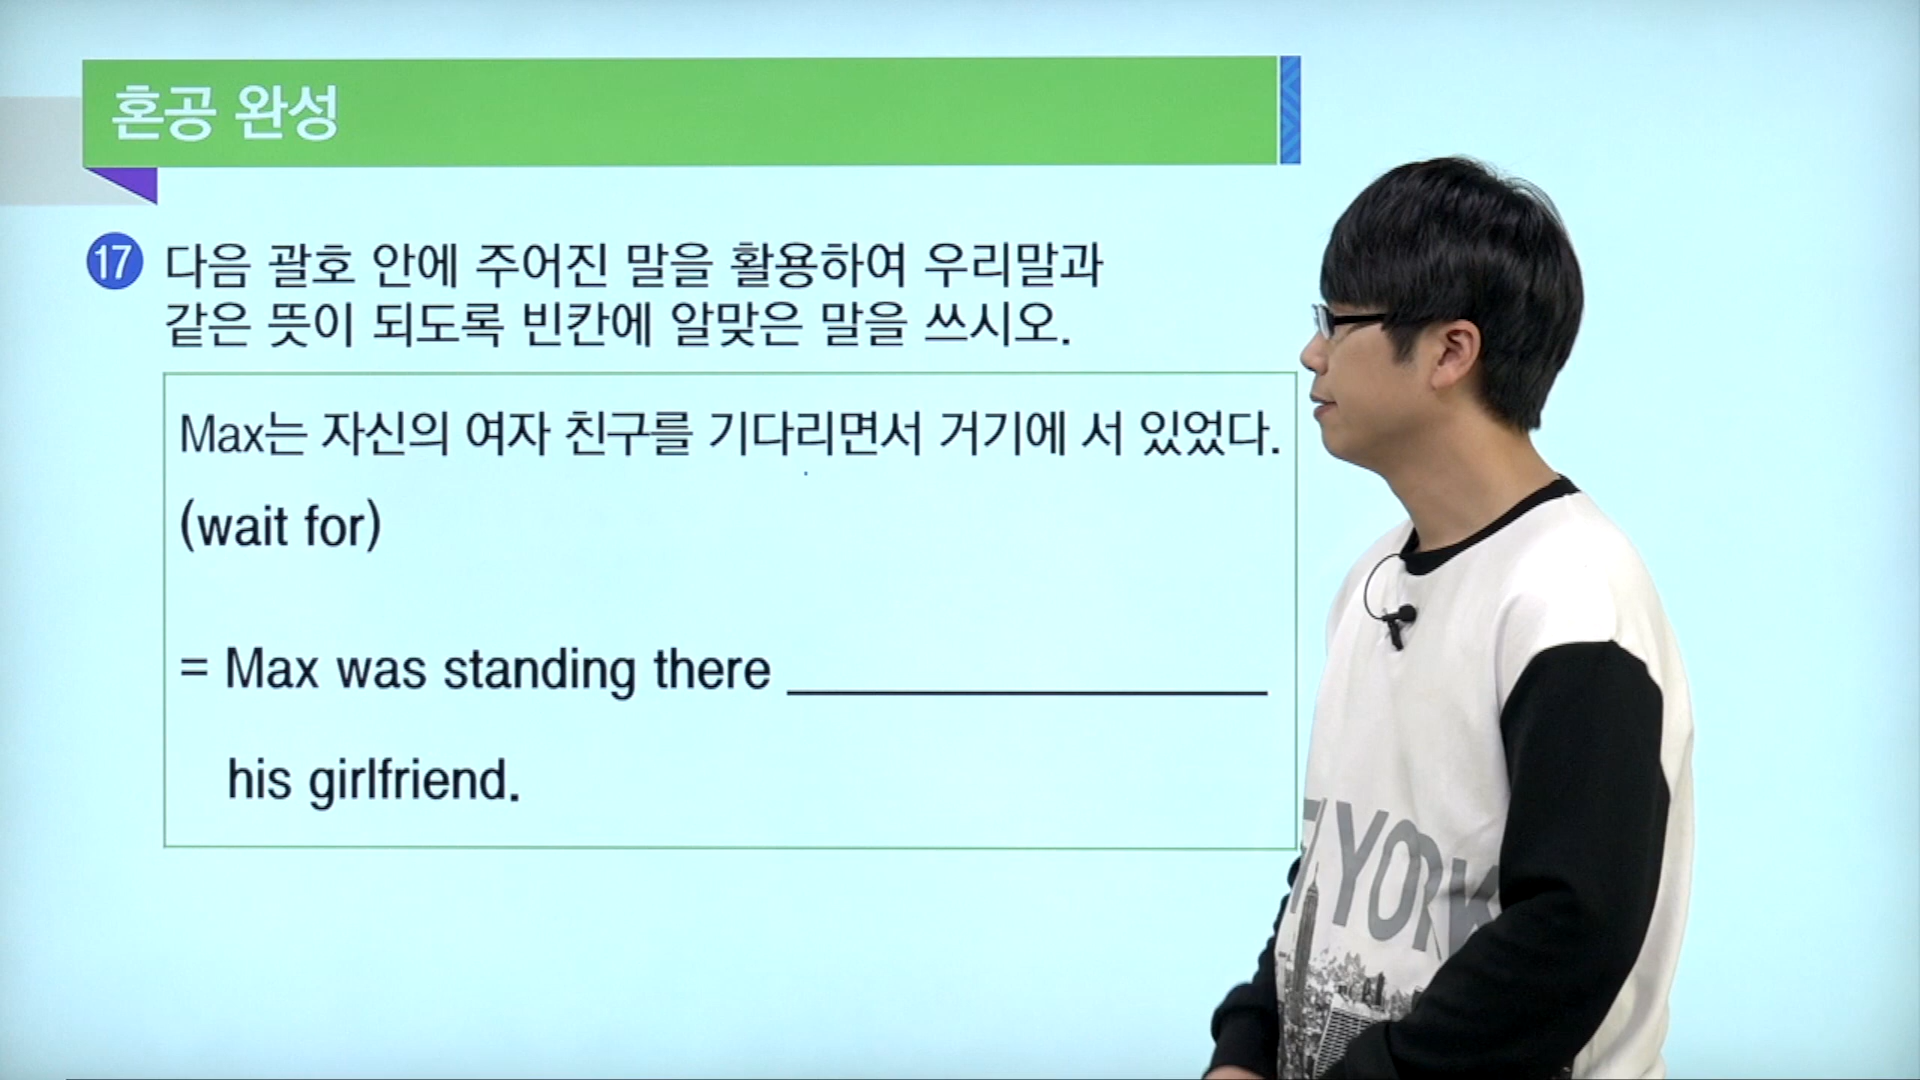 혼공 완성
17 다음 괄호 안에 주어진 말을 활용하여 우리말과
같은 뜻이 되도록 빈칸에 알맞은 말을 쓰시오.
Max는 자신의 여자 친구를 기다리면서 거기에 서 있었다.
(wait for)
= Max was standing there
his girlfriend.
YORK